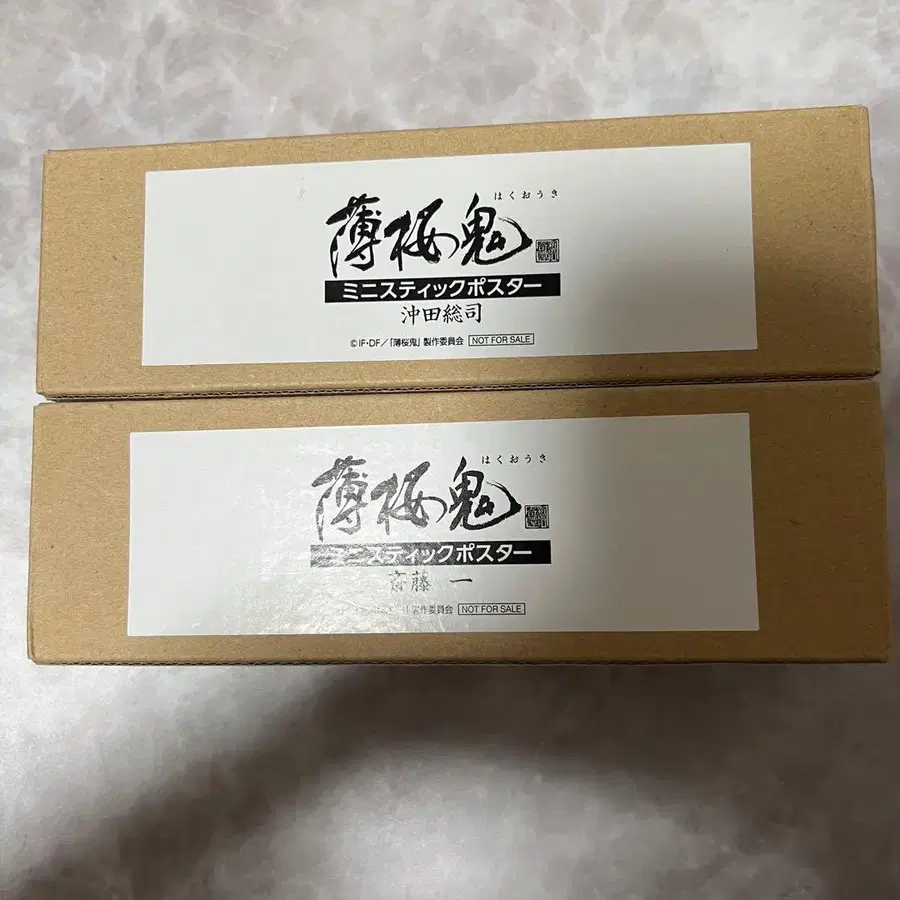 はくおうき
薄桜鬼
ミニスティックポスター
沖田総司
©IF・DF/「薄桜鬼」製作委員会 NOT FOR SALE
はくおうき
薄桜鬼
ミニスティックポスター
斎藤 一
製作委員会 NOT FOR SALE